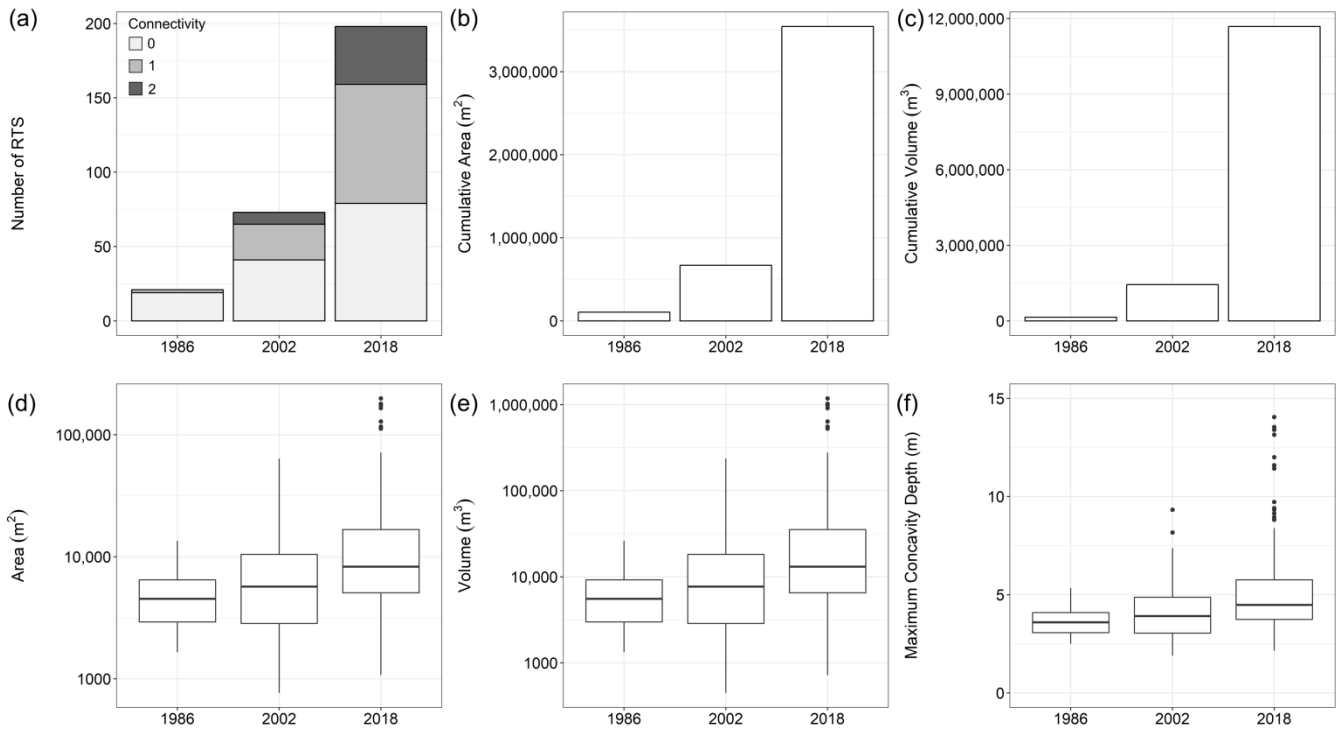 (a)
Connectivity
0
1
2
Number of RTS
200
150
100
50
0
1986 2002 2018
(b)
Cumulative Area (m²)
3,000,000
2,000,000
1,000,000
0
1986 2002 2018
(c)
Cumulative Volume (m³)
12,000,000
9,000,000
6,000,000
3,000,000
0
1986 2002 2018
(d)
Area (m²)
100,000
10,000
1000
1986 2002 2018
(e)
Volume (m³)
1,000,000
100,000
10,000
1000
1986 2002 2018
(f)
Maximum Concavity Depth (m)
15
10
5
0
1986 2002 2018